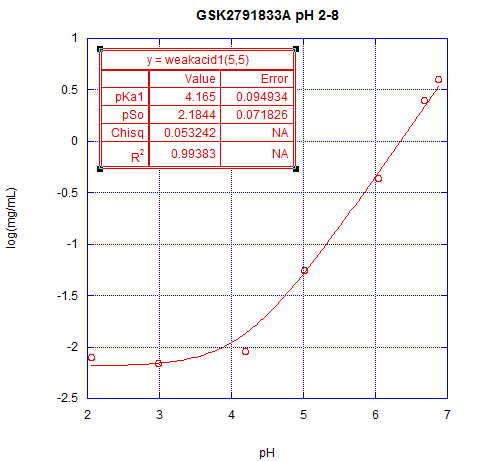 GSK2791833A pH 2-8
y = weakacid1(5,5)
Value Error
pKa1 4.165 0.094934
pSo 2.1844 0.071826
Chisq 0.053242 NA
R² 0.99383 NA
1
0.5
0
-0.5
-1
-1.5
-2
-2.5
log(mg/mL)
2 3 4 5 6 7
pH